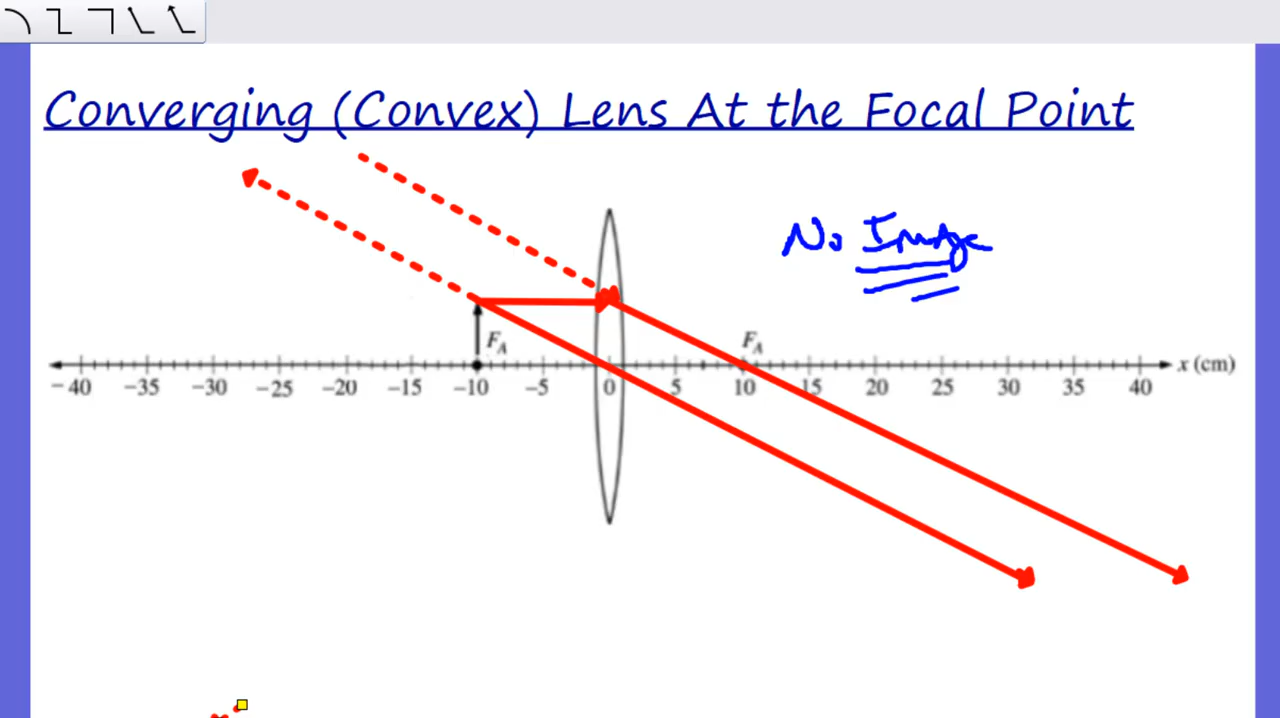 Converging (Convex) Lens At the Focal Point
No Image
F_A F_A
x (cm)
−40 −35 −30 −25 −20 −15 −10 −5 0 5 10 15 20 25 30 35 40